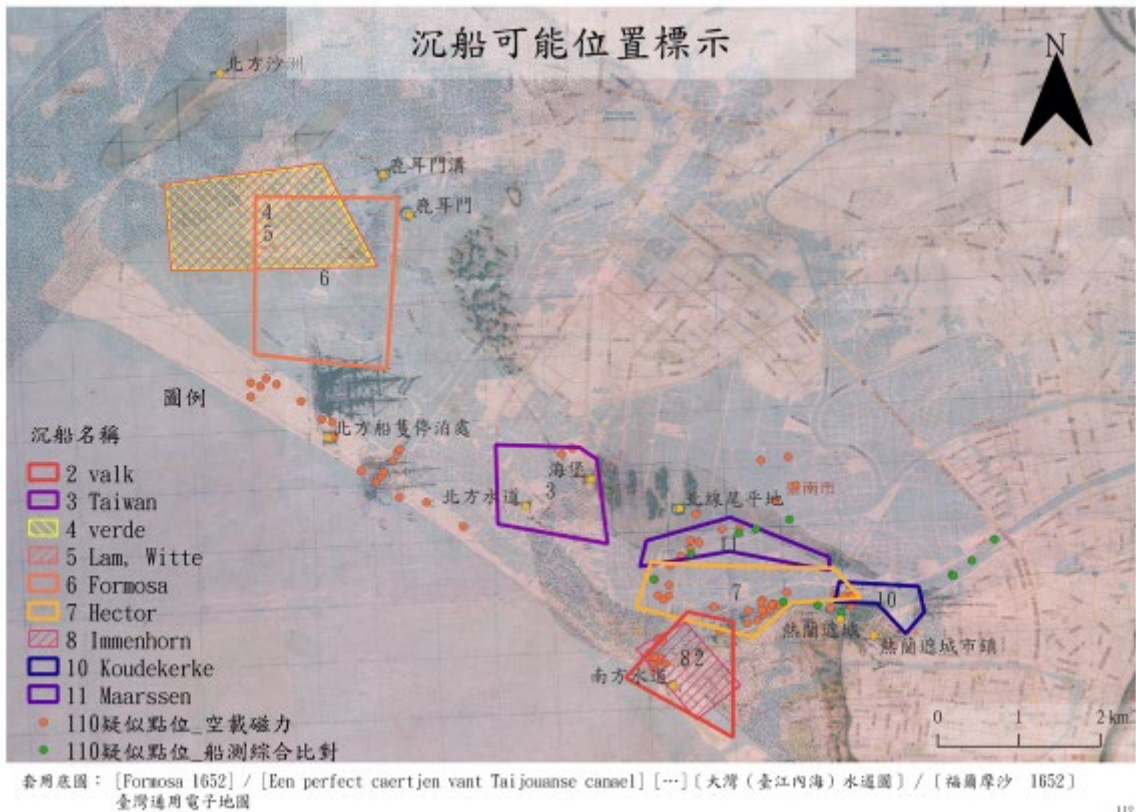 沉船可能位置標示
N
北方沙洲
鹿耳門溝
鹿耳門
4
5
6
圖例
北方船隻停泊處
沉船名稱
2 valk
3 Taiwan
4 verde
5 Lam, Witte
6 Formosa
7 Hector
8 Immenhorn
10 Koudekerke
11 Maarssen
110疑似點位_空載磁力
110疑似點位_船測綜合比對
海堡
3
北方水道
臺南市
北線尾平地
11
7
10
熱蘭遮城
熱蘭遮城市鎮
82
南方水道
0 1 2 km
套用底圖: [Formosa 1652] / [Een perfect caertjen vant Taijouanse canael] […]〔大灣（臺江內海）水道圖〕/〔福爾摩沙 1652〕
臺灣通用電子地圖